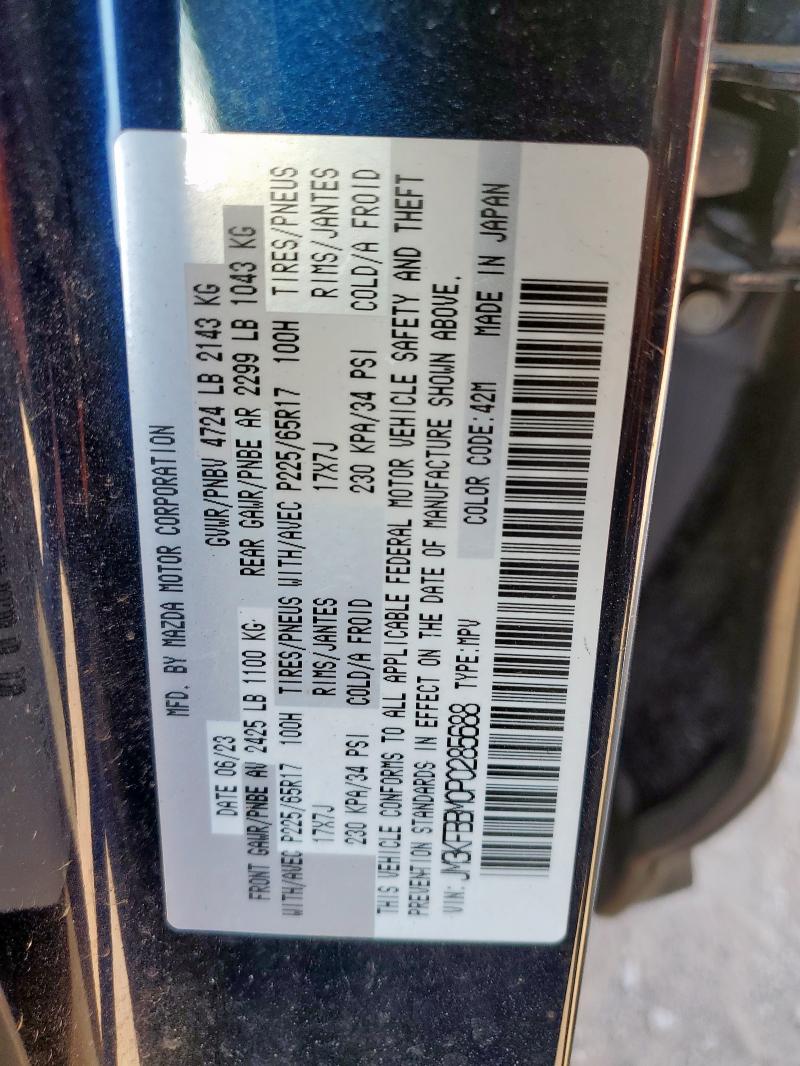 MFD. BY MAZDA MOTOR CORPORATION
DATE 06/23 GVWR/PNBV 4724 LB 2143 KG
FRONT GAWR/PNBE AV 2425 LB 1100 KG REAR GAWR/PNBE AR 2299 LB 1043 KG
WITH/AVEC P225/65R17 100H TIRES/PNEUS WITH/AVEC P225/65R17 100H TIRES/PNEUS
17X7J RIMS/JANTES 17X7J RIMS/JANTES
230 KPA/34 PSI COLD/A FROID 230 KPA/34 PSI COLD/A FROID
THIS VEHICLE CONFORMS TO ALL APPLICABLE FEDERAL MOTOR VEHICLE SAFETY AND THEFT
PREVENTION STANDARDS IN EFFECT ON THE DATE OF MANUFACTURE SHOWN ABOVE.
VIN: JM3KFBBM0P0285688 TYPE:MPV COLOR CODE:42M MADE IN JAPAN